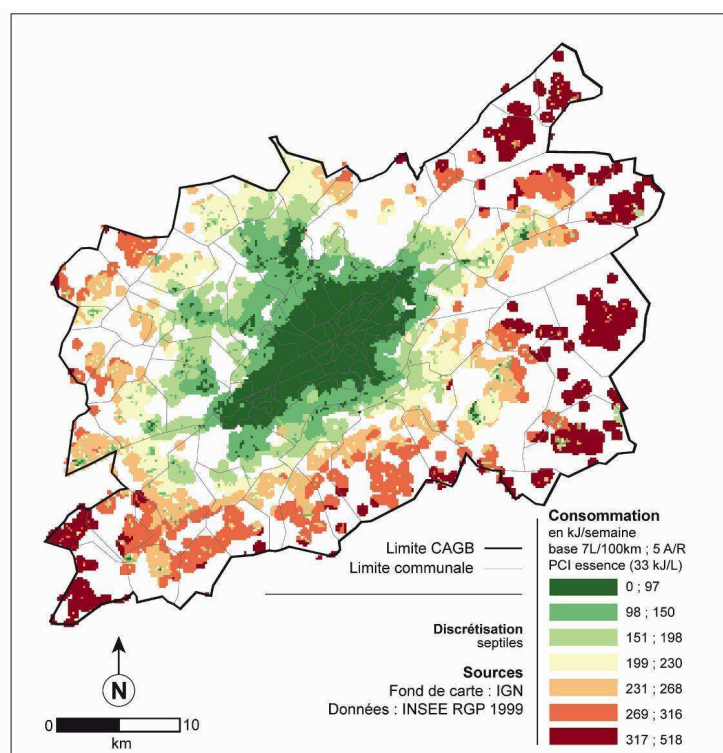 Limite CAGB
Limite communale
Discrétisation
septiles
Sources
Fond de carte : IGN
Données : INSEE RGP 1999
N
0 10
km
Consommation
en kJ/semaine
base 7L/100km ; 5 A/R
PCI essence (33 kJ/L)
0 ; 97
98 ; 150
151 ; 198
199 ; 230
231 ; 268
269 ; 316
317 ; 518